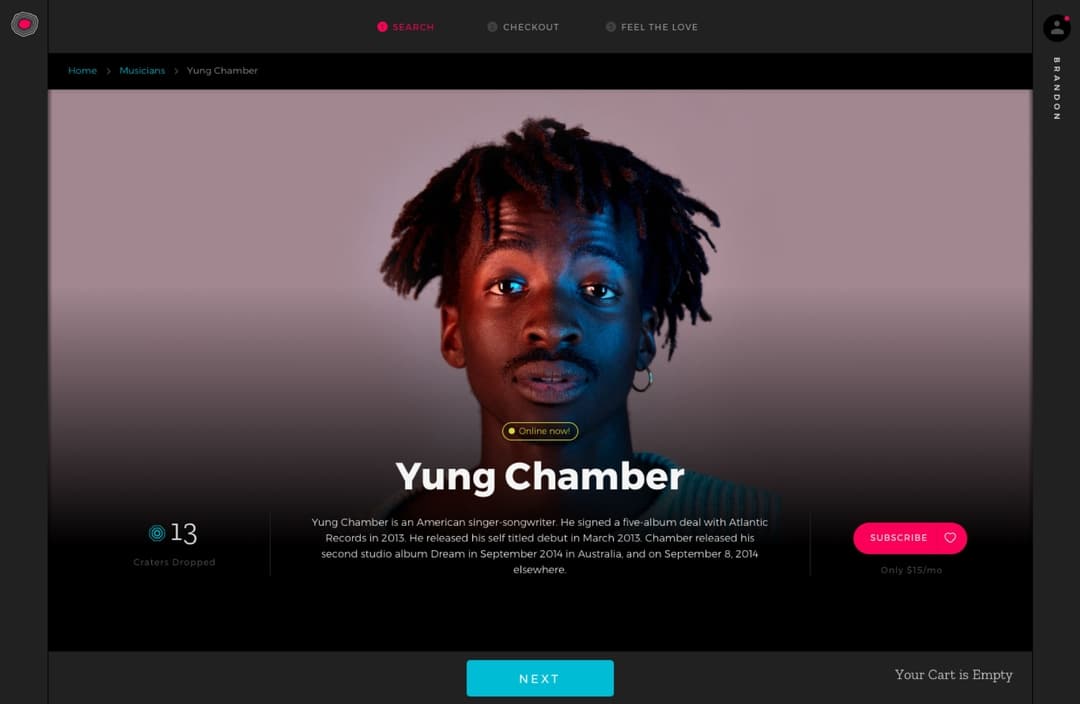 1 SEARCH
2 CHECKOUT
3 FEEL THE LOVE
BRANDON
Home > Musicians > Yung Chamber
Online now!
Yung Chamber
13
Craters Dropped
Yung Chamber is an American singer-songwriter. He signed a five-album deal with Atlantic
Records in 2013. He released his self titled debut in March 2013. Chamber released his
second studio album Dream in September 2014 in Australia, and on September 8, 2014
elsewhere.
SUBSCRIBE
Only $15/mo
NEXT
Your Cart is Empty